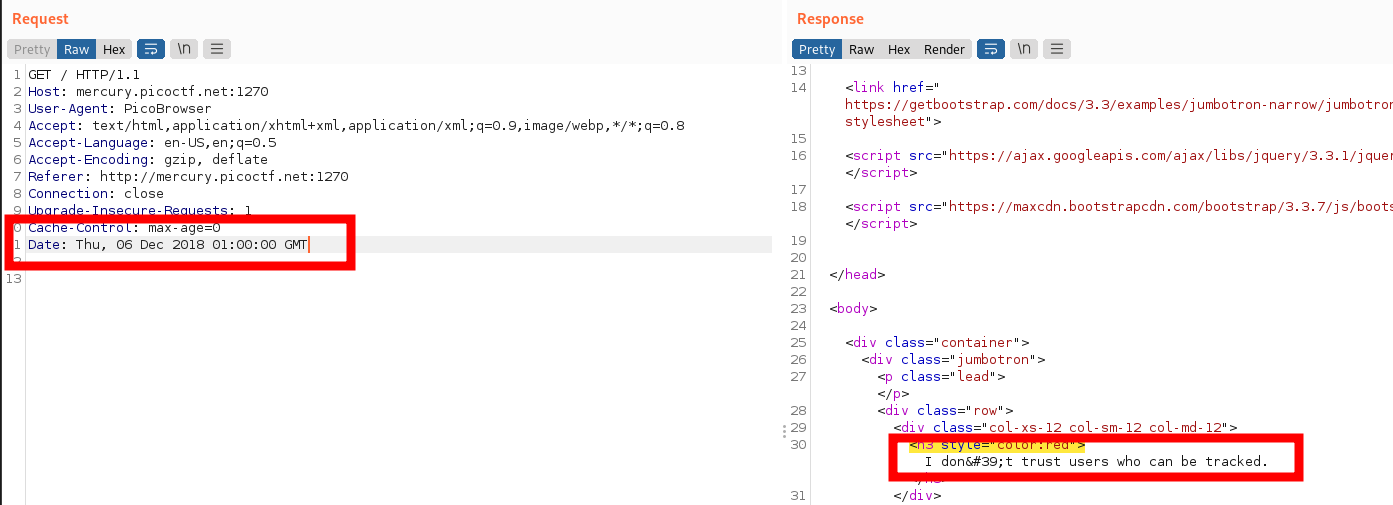 Request
Pretty Raw Hex \n
1 GET / HTTP/1.1
2 Host: mercury.picoctf.net:1270
3 User-Agent: PicoBrowser
4 Accept: text/html,application/xhtml+xml,application/xml;q=0.9,image/webp,*/*;q=0.8
5 Accept-Language: en-US,en;q=0.5
6 Accept-Encoding: gzip, deflate
7 Referer: http://mercury.picoctf.net:1270
8 Connection: close
9 Upgrade-Insecure-Requests: 1
0 Cache-Control: max-age=0
1 Date: Thu, 06 Dec 2018 01:00:00 GMT
13
Response
Pretty Raw Hex Render \n
13
14 <link href="
https://getbootstrap.com/docs/3.3/examples/jumbotron-narrow/jumbotron
stylesheet">
15
16 <script src="https://ajax.googleapis.com/ajax/libs/jquery/3.3.1/jquer
</script>
17
18 <script src="https://maxcdn.bootstrapcdn.com/bootstrap/3.3.7/js/boots
</script>
19
20
21 </head>
22
23 <body>
24
25 <div class="container">
26 <div class="jumbotron">
27 <p class="lead">
</p>
28 <div class="row">
29 <div class="col-xs-12 col-sm-12 col-md-12">
30 <h3 style="color:red">
I don&#39;t trust users who can be tracked.
31 </div>